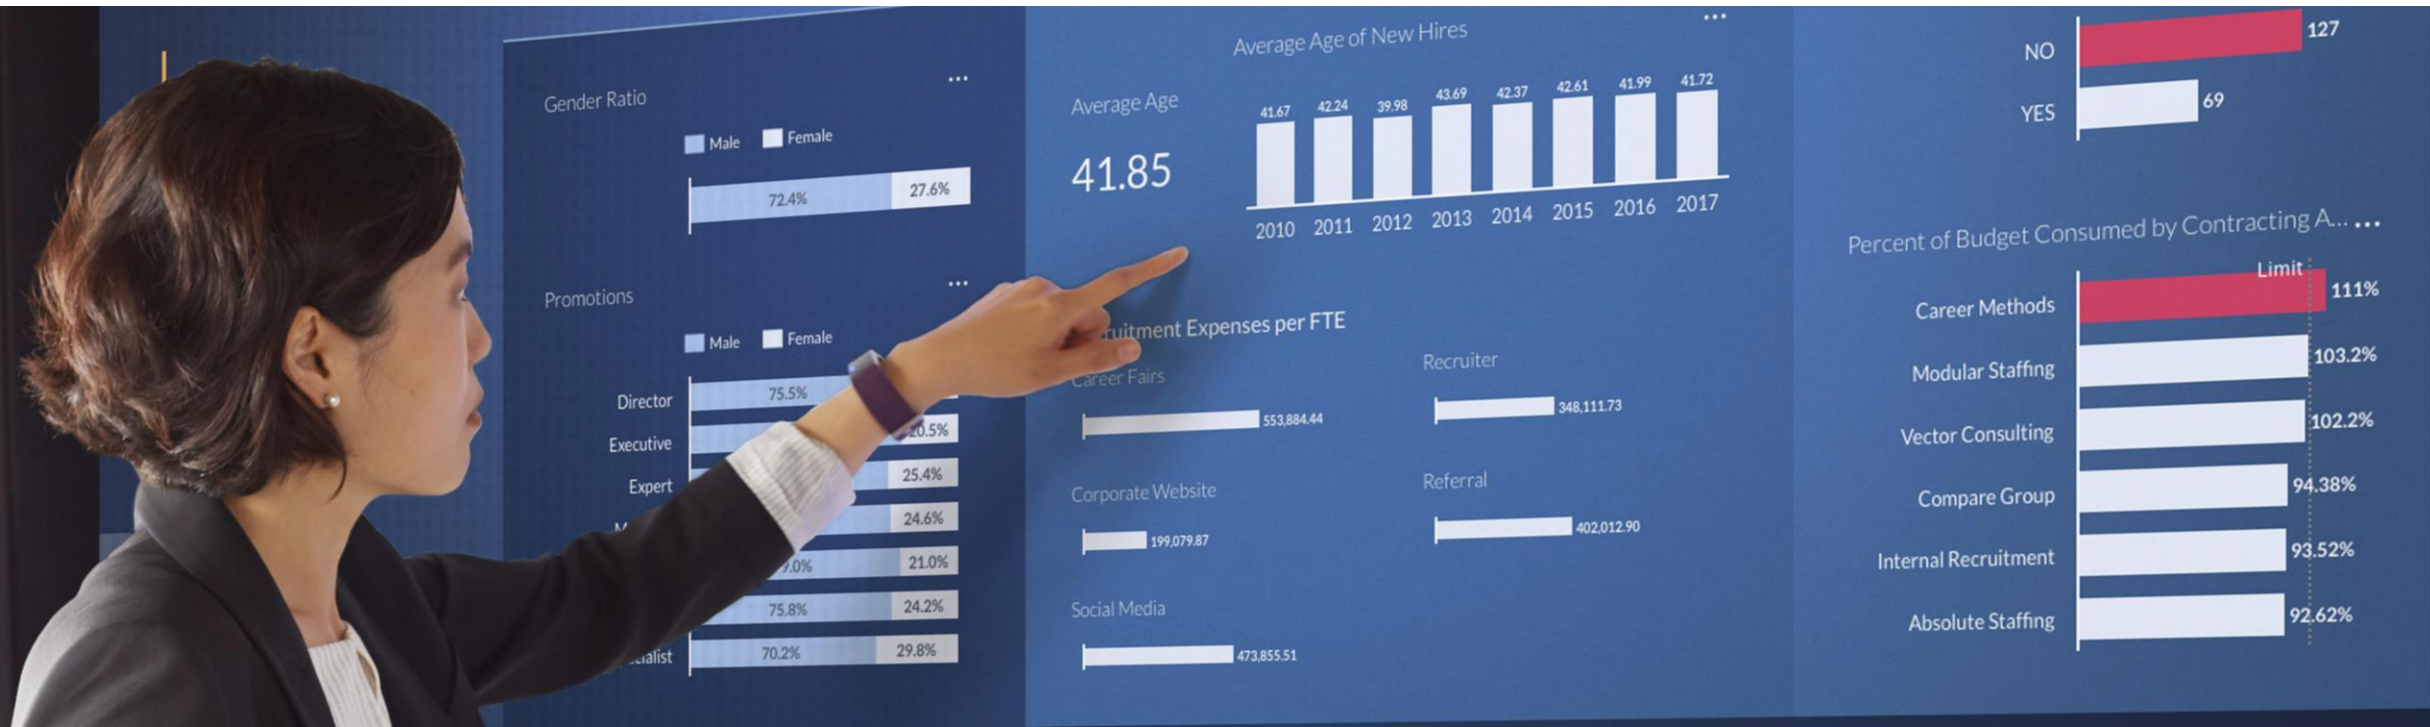 Gender Ratio
...
Male Female
72.4% 27.6%
Promotions
...
Male Female
Director 75.5%
Executive 20.5%
Expert 25.4%
24.6%
21.0%
75.8% 24.2%
70.2% 29.8%
Average Age of New Hires
...
Average Age
41.85
41.67 42.24 39.98 43.69 42.37 42.61 41.99 41.72
2010 2011 2012 2013 2014 2015 2016 2017
Expenses per FTE
Career Fairs
553,884.44
Recruiter
348,111.73
Corporate Website
199,079.87
Referral
402,012.90
Social Media
473,855.51
NO 127
YES 69
Percent of Budget Consumed by Contracting A... ...
Limit
Career Methods 111%
Modular Staffing 103.2%
Vector Consulting 102.2%
Compare Group 94.38%
Internal Recruitment 93.52%
Absolute Staffing 92.62%